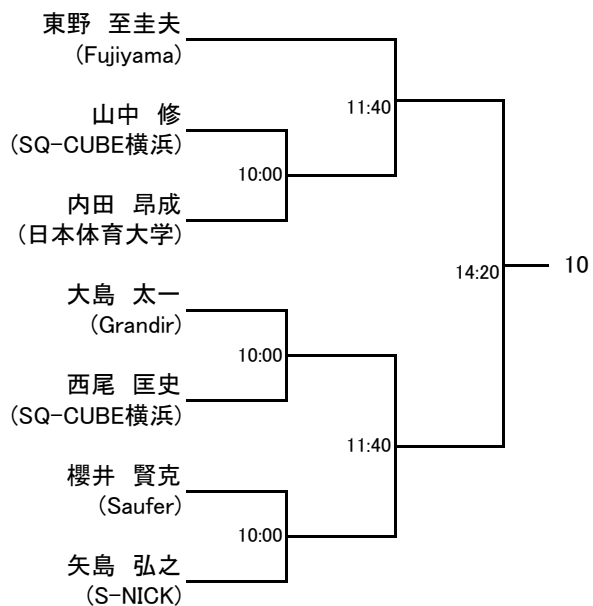 東野　至圭夫
(Fujiyama)
11:40
山中　修
(SQ-CUBE横浜)
10:00
内田　昂成
(日本体育大学)
14:20
10
大島　太一
(Grandir)
10:00
西尾　匡史
(SQ-CUBE横浜)
11:40
櫻井　賢克
(Saufer)
10:00
矢島　弘之
(S-NICK)